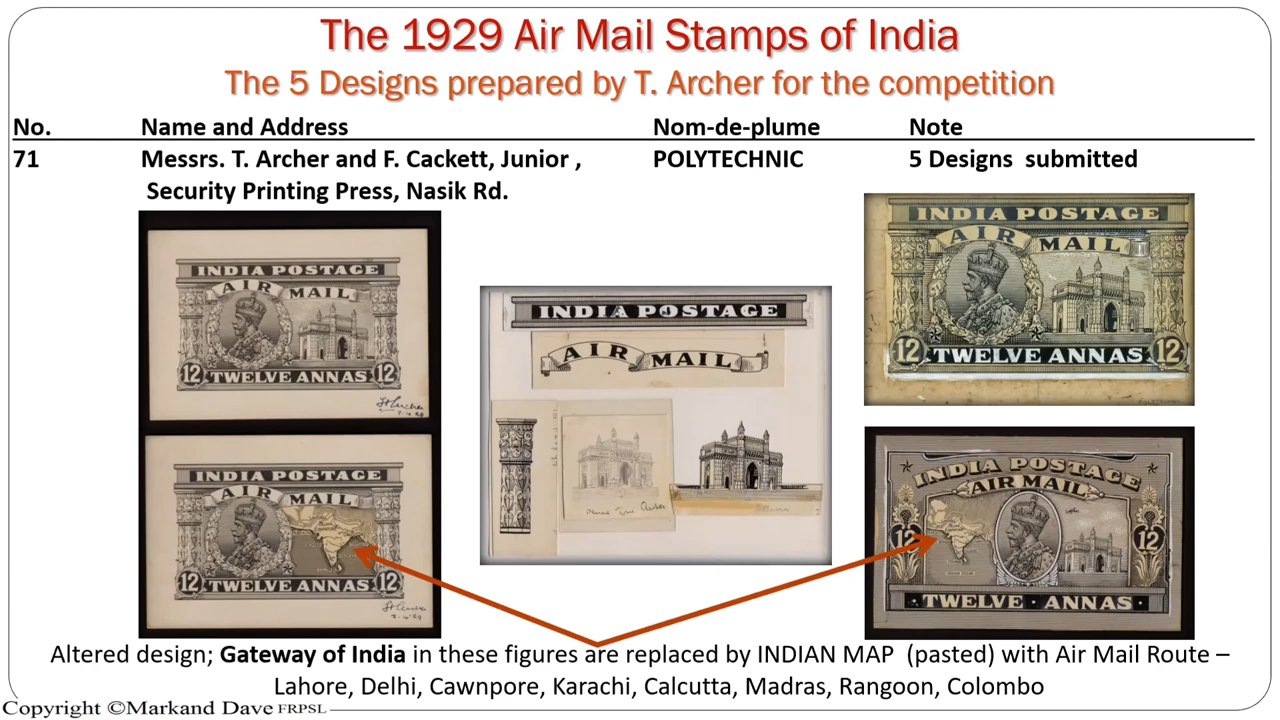 The 1929 Air Mail Stamps of India
The 5 Designs prepared by T. Archer for the competition
No. Name and Address Nom-de-plume Note
71 Messrs. T. Archer and F. Cackett, Junior , POLYTECHNIC 5 Designs submitted
Security Printing Press, Nasik Rd.
INDIA POSTAGE
AIR MAIL
12 TWELVE ANNAS 12
INDIA POSTAGE
AIR MAIL
12 TWELVE ANNAS 12
INDIA POSTAGE
AIR MAIL
INDIA POSTAGE
AIR MAIL
12 TWELVE ANNAS 12
INDIA POSTAGE
AIR MAIL
12 12
TWELVE · ANNAS
Altered design; Gateway of India in these figures are replaced by INDIAN MAP (pasted) with Air Mail Route –
Lahore, Delhi, Cawnpore, Karachi, Calcutta, Madras, Rangoon, Colombo
Copyright ©Markand Dave FRPSL